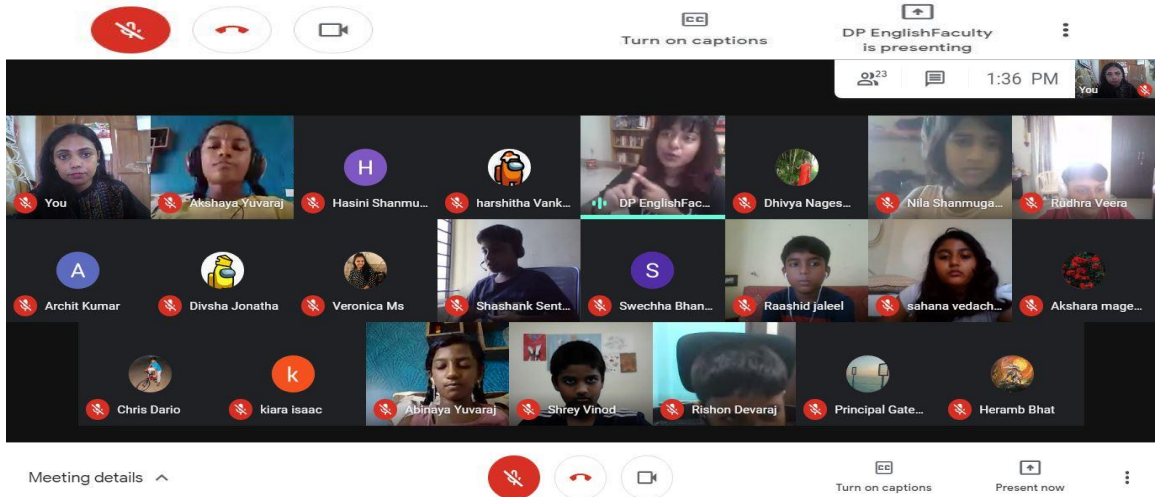 Turn on captions
DP EnglishFaculty
is presenting
23
1:36 PM
You
You
Akshaya Yuvaraj
H
Hasini Shanmu...
harshitha Vank...
DP EnglishFac...
Dhivya Nages...
Nila Shanmuga...
Rudhra Veera
A
Archit Kumar
Divsha Jonatha
Veronica Ms
Shashank Sent...
S
Swechha Bhan...
Raashid jaleel
sahana vedach...
Akshara mage...
Chris Dario
k
kiara isaac
Abinaya Yuvaraj
Shrey Vinod
Rishon Devaraj
Principal Gate...
Heramb Bhat
Meeting details
Turn on captions
Present now